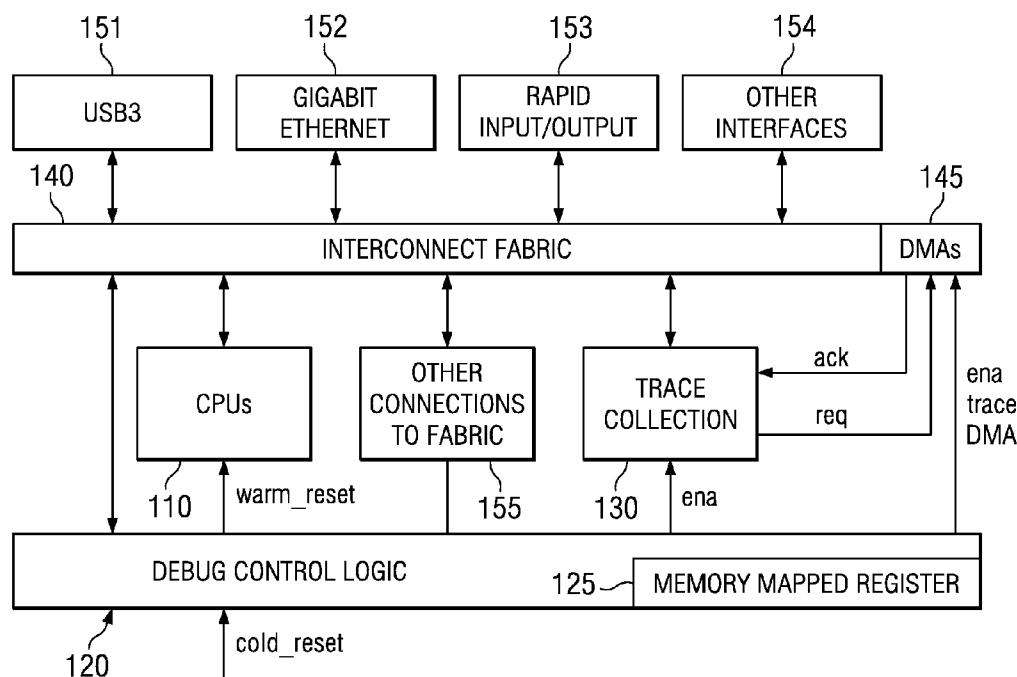 151
152
153
154
USB3
GIGABIT
ETHERNET
RAPID
INPUT/OUTPUT
OTHER
INTERFACES
140
145
INTERCONNECT FABRIC
DMAs
CPUs
OTHER
CONNECTIONS
TO FABRIC
TRACE
COLLECTION
ack
req
ena
trace
DMA
110
warm_reset
155
130
ena
DEBUG CONTROL LOGIC
125
MEMORY MAPPED REGISTER
120
cold_reset